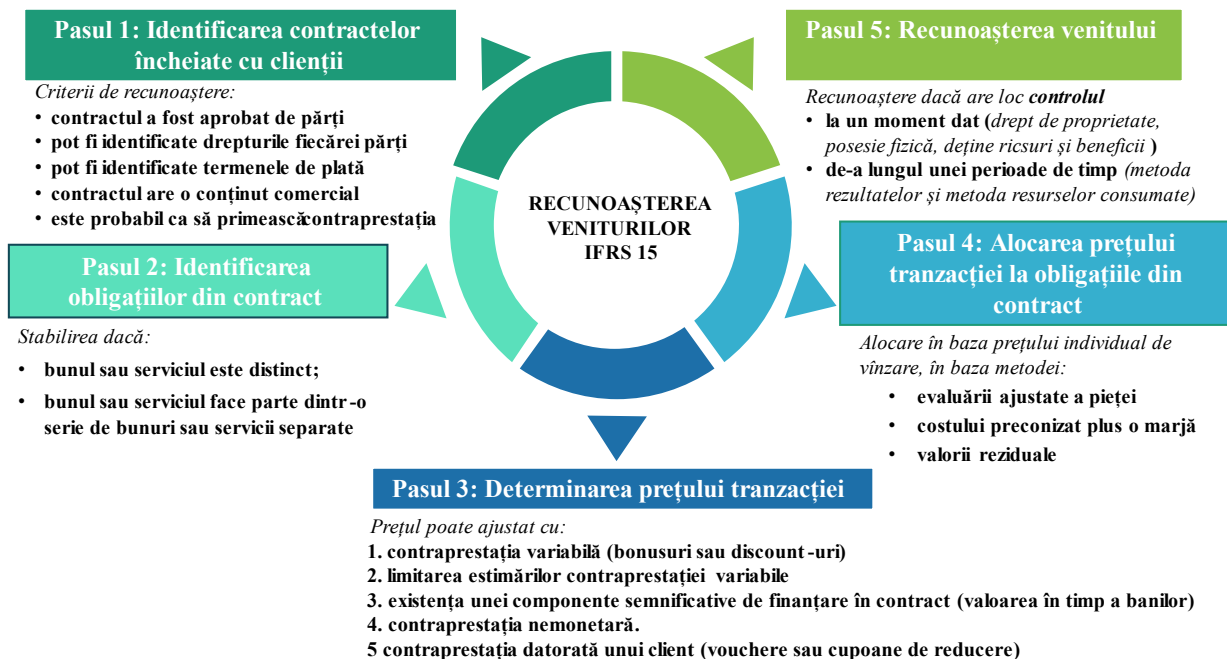 Pasul 1: Identificarea contractelor
încheiate cu clienții
Criterii de recunoaștere:
• contractul a fost aprobat de părți
• pot fi identificate drepturile fiecărei părți
• pot fi identificate termenele de plată
• contractul are o conținut comercial
• este probabil ca să primeascăcontraprestația
Pasul 2: Identificarea
obligațiilor din contract
Stabilirea dacă:
• bunul sau serviciul este distinct;
• bunul sau serviciul face parte dintr-o
serie de bunuri sau servicii separate
RECUNOAȘTEREA
VENITURILOR
IFRS 15
Pasul 3: Determinarea prețului tranzacției
Prețul poate ajustat cu:
1. contraprestația variabilă (bonusuri sau discount-uri)
2. limitarea estimărilor contraprestației variabile
3. existența unei componente semnificative de finanțare în contract (valoarea în timp a banilor)
4. contraprestația nemonetară.
5 contraprestația datorată unui client (vouchere sau cupoane de reducere)
Pasul 4: Alocarea prețului
tranzacției la obligațiile din
contract
Alocare în baza prețului individual de
vînzare, în baza metodei:
• evaluării ajustate a pieței
• costului preconizat plus o marjă
• valorii reziduale
Pasul 5: Recunoașterea venitului
Recunoaștere dacă are loc controlul
• la un moment dat (drept de proprietate,
posesie fizică, deține ricsuri și beneficii )
• de-a lungul unei perioade de timp (metoda
rezultatelor și metoda resurselor consumate)